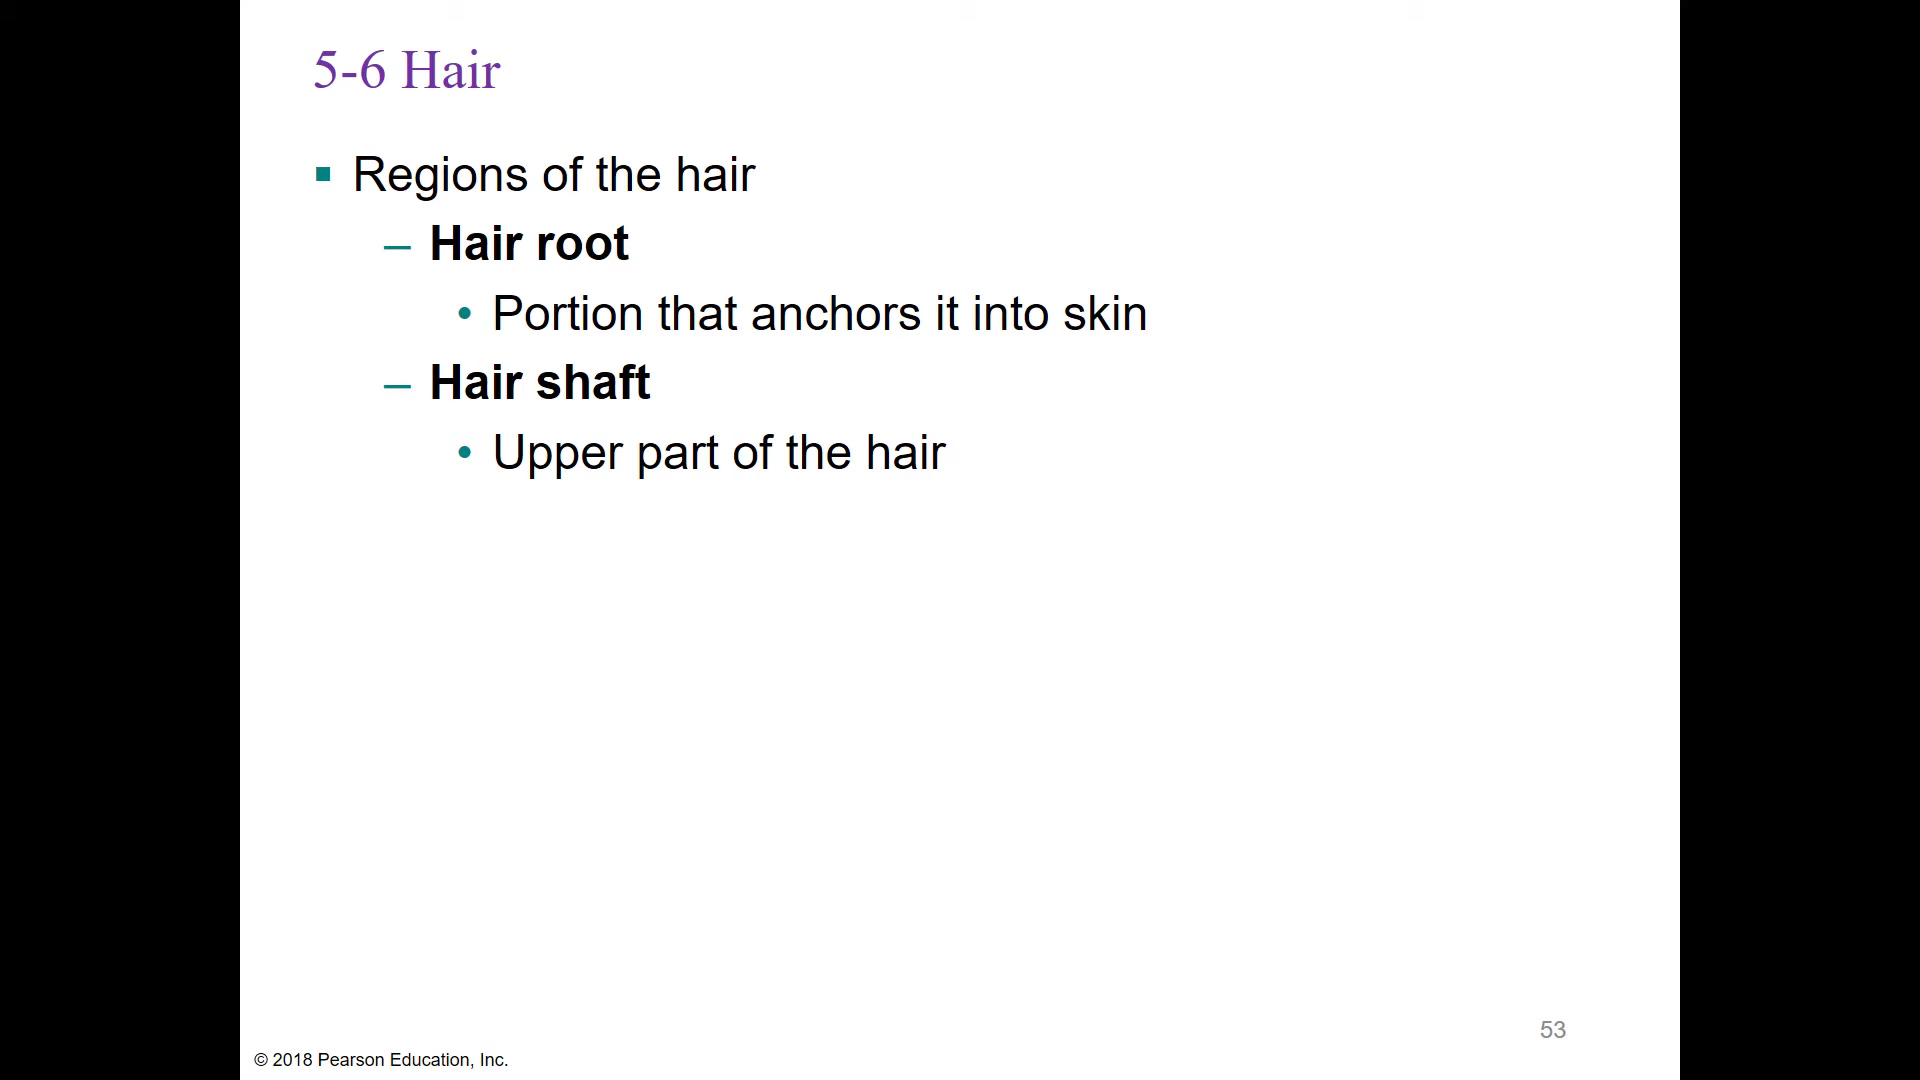 5-6 Hair
▪ Regions of the hair
– Hair root
• Portion that anchors it into skin
– Hair shaft
• Upper part of the hair
53
© 2018 Pearson Education, Inc.